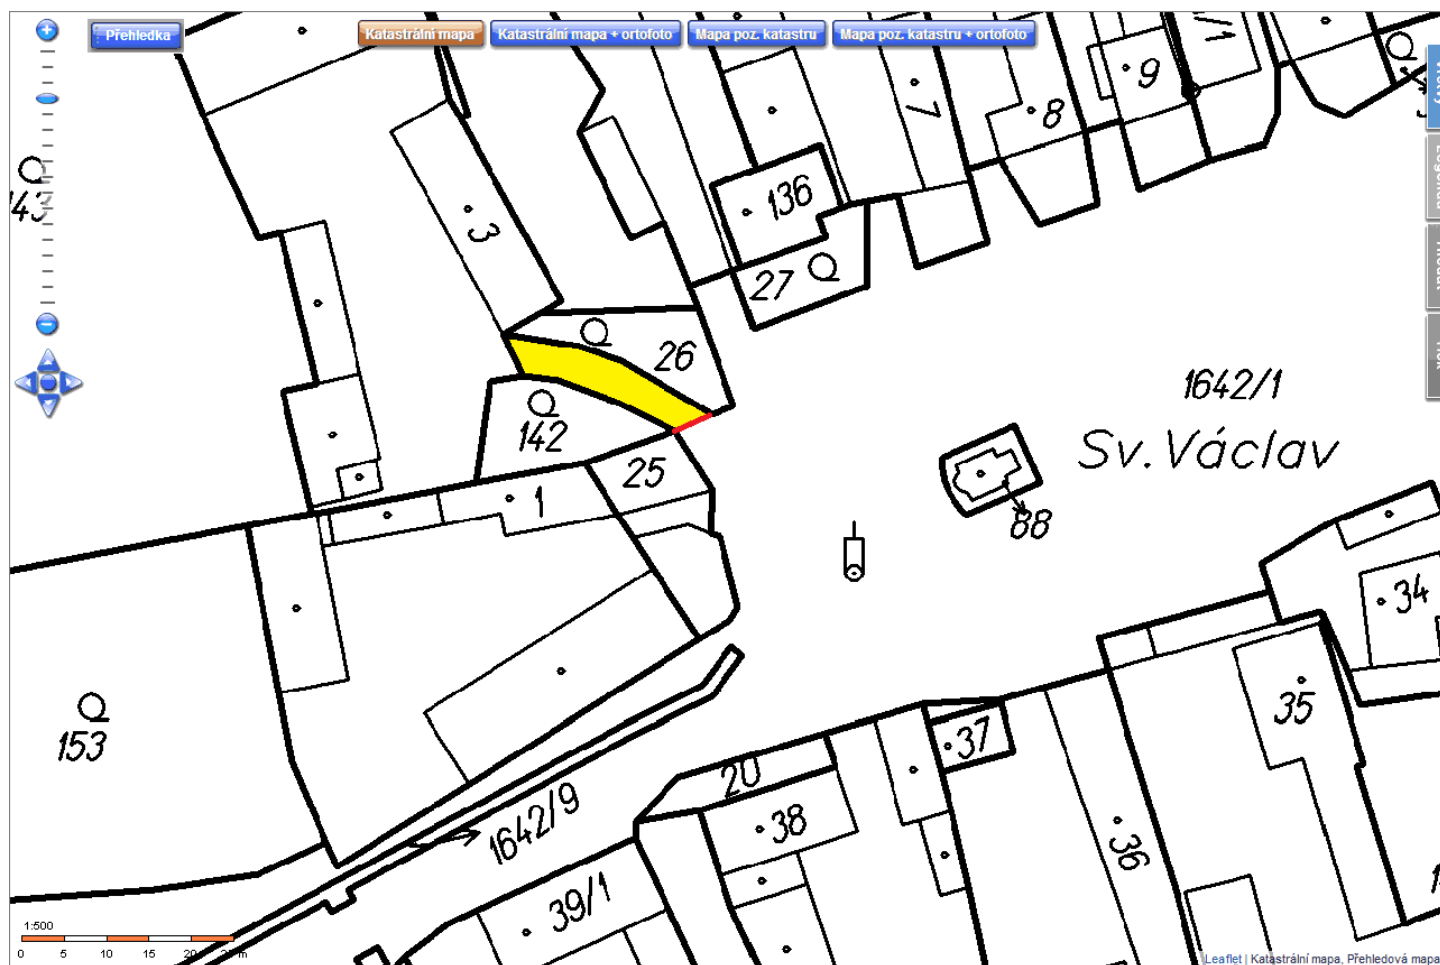 Přehledka
Katastrální mapa
Katastrální mapa + ortofoto
Mapa poz. katastru
Mapa poz. katastru + ortofoto
9
8
7
136
3
27
26
1642/1
142
Sv. Václav
25
1
88
34
153
35
37
20
1642/9
38
36
39/1
1:500
0 5 10 15 20 m
Leaflet | Katastrální mapa, Přehledová mapa